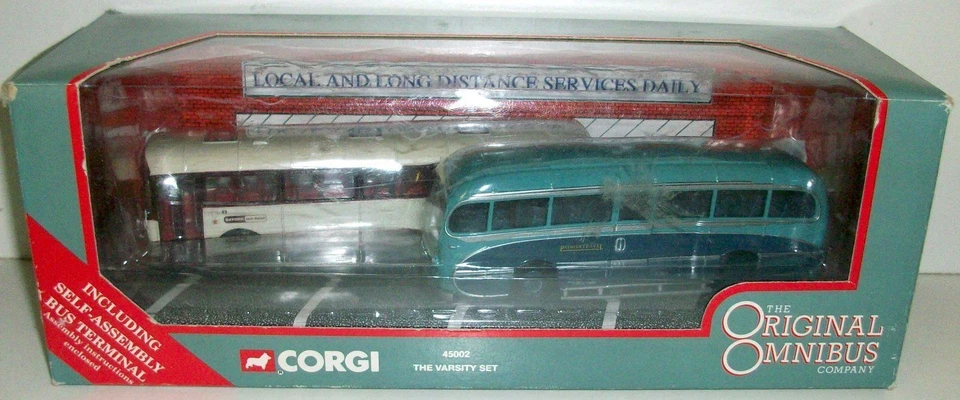 LOCAL AND LONG DISTANCE SERVICES DAILY
INCLUDING
SELF-ASSEMBLY
BUS TERMINAL
Assembly instructions
enclosed
CORGI
45002
THE VARSITY SET
THE
ORIGINAL
OMNIBUS
COMPANY